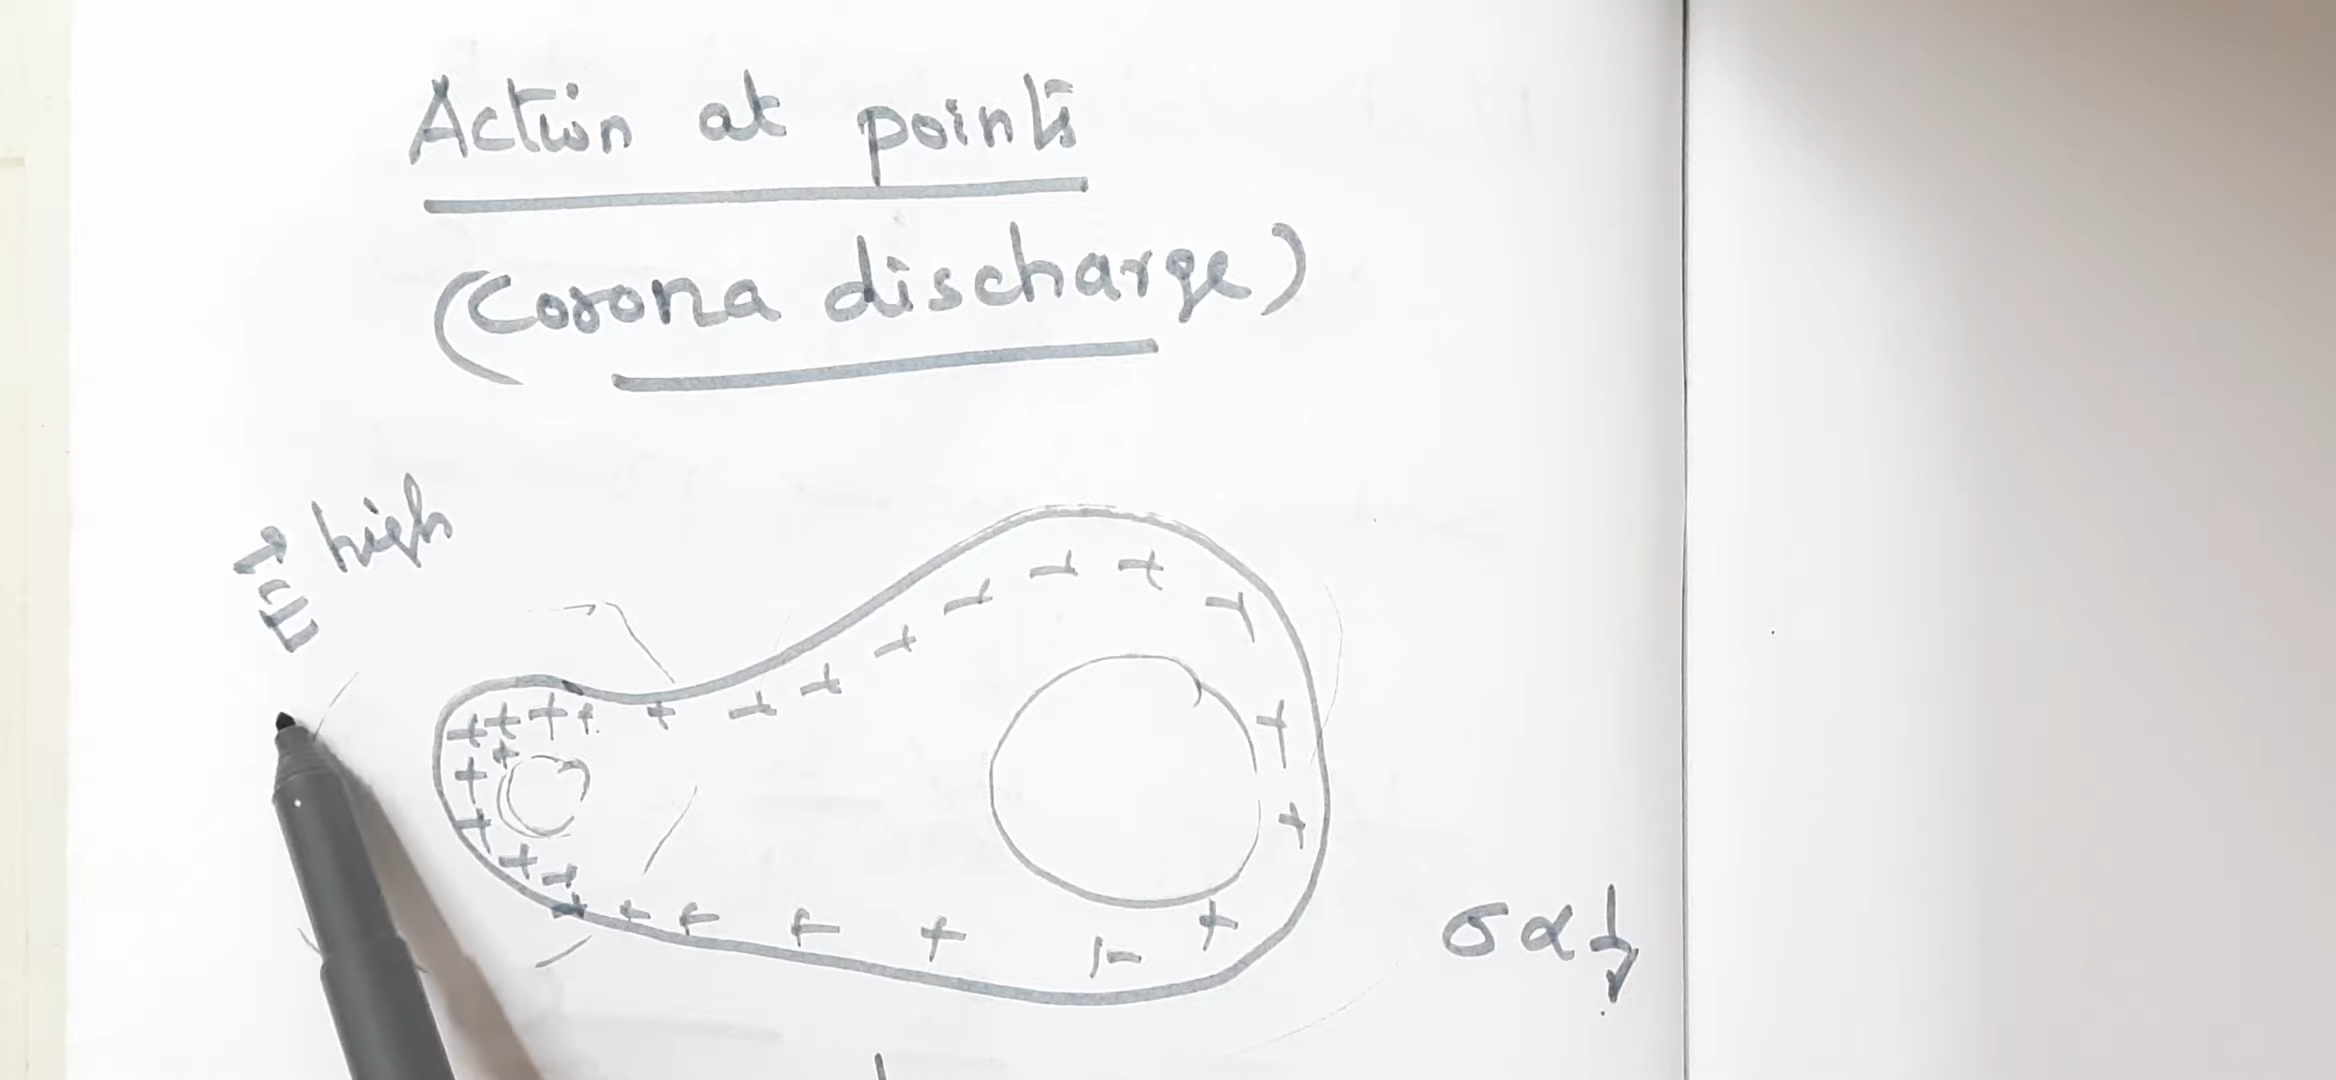 Action at points
(Corona discharge)
E⃗ high
+ + + + + + + + + + + +
+ + + + + + + + + + + + + + + + + +
σ α 1/r